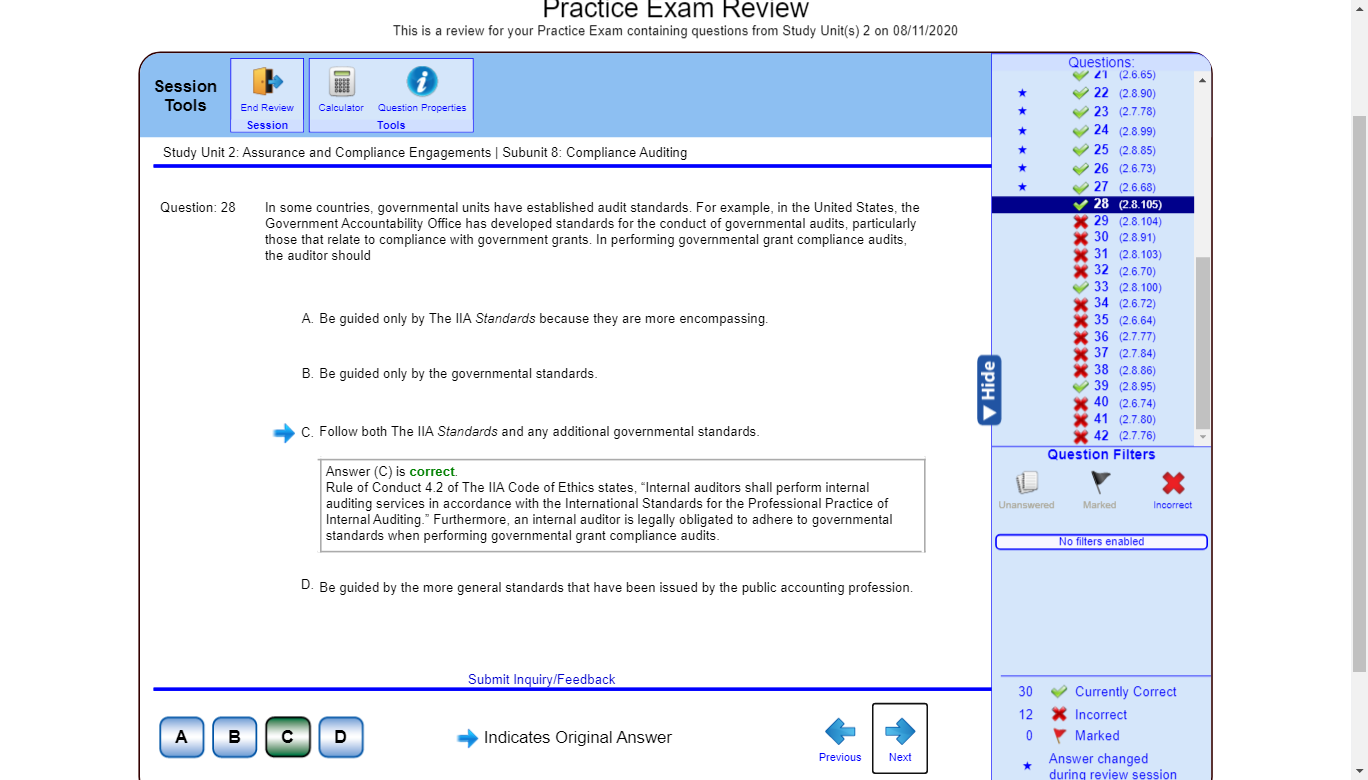 Practice Exam Review
This is a review for your Practice Exam containing questions from Study Unit(s) 2 on 08/11/2020
Session
Tools
End Review
Session
Calculator
Question Properties
Tools
Study Unit 2: Assurance and Compliance Engagements | Subunit 8: Compliance Auditing
Question: 28
In some countries, governmental units have established audit standards. For example, in the United States, the
Government Accountability Office has developed standards for the conduct of governmental audits, particularly
those that relate to compliance with government grants. In performing governmental grant compliance audits,
the auditor should
A. Be guided only by The IIA Standards because they are more encompassing.
B. Be guided only by the governmental standards.
C. Follow both The IIA Standards and any additional governmental standards.
Answer (C) is correct.
Rule of Conduct 4.2 of The IIA Code of Ethics states, “Internal auditors shall perform internal
auditing services in accordance with the International Standards for the Professional Practice of
Internal Auditing.” Furthermore, an internal auditor is legally obligated to adhere to governmental
standards when performing governmental grant compliance audits.
D. Be guided by the more general standards that have been issued by the public accounting profession.
Submit Inquiry/Feedback
A B C D
Indicates Original Answer
Previous
Next
Hide
Questions:
21 (2.6.65)
22 (2.8.90)
23 (2.7.78)
24 (2.8.99)
25 (2.8.85)
26 (2.6.73)
27 (2.6.68)
28 (2.8.105)
29 (2.8.104)
30 (2.8.91)
31 (2.8.103)
32 (2.6.70)
33 (2.8.100)
34 (2.6.72)
35 (2.6.64)
36 (2.7.77)
37 (2.7.84)
38 (2.8.86)
39 (2.8.95)
40 (2.6.74)
41 (2.7.80)
42 (2.7.76)
Question Filters
Unanswered
Marked
Incorrect
No filters enabled
30 Currently Correct
12 Incorrect
0 Marked
Answer changed
during review session